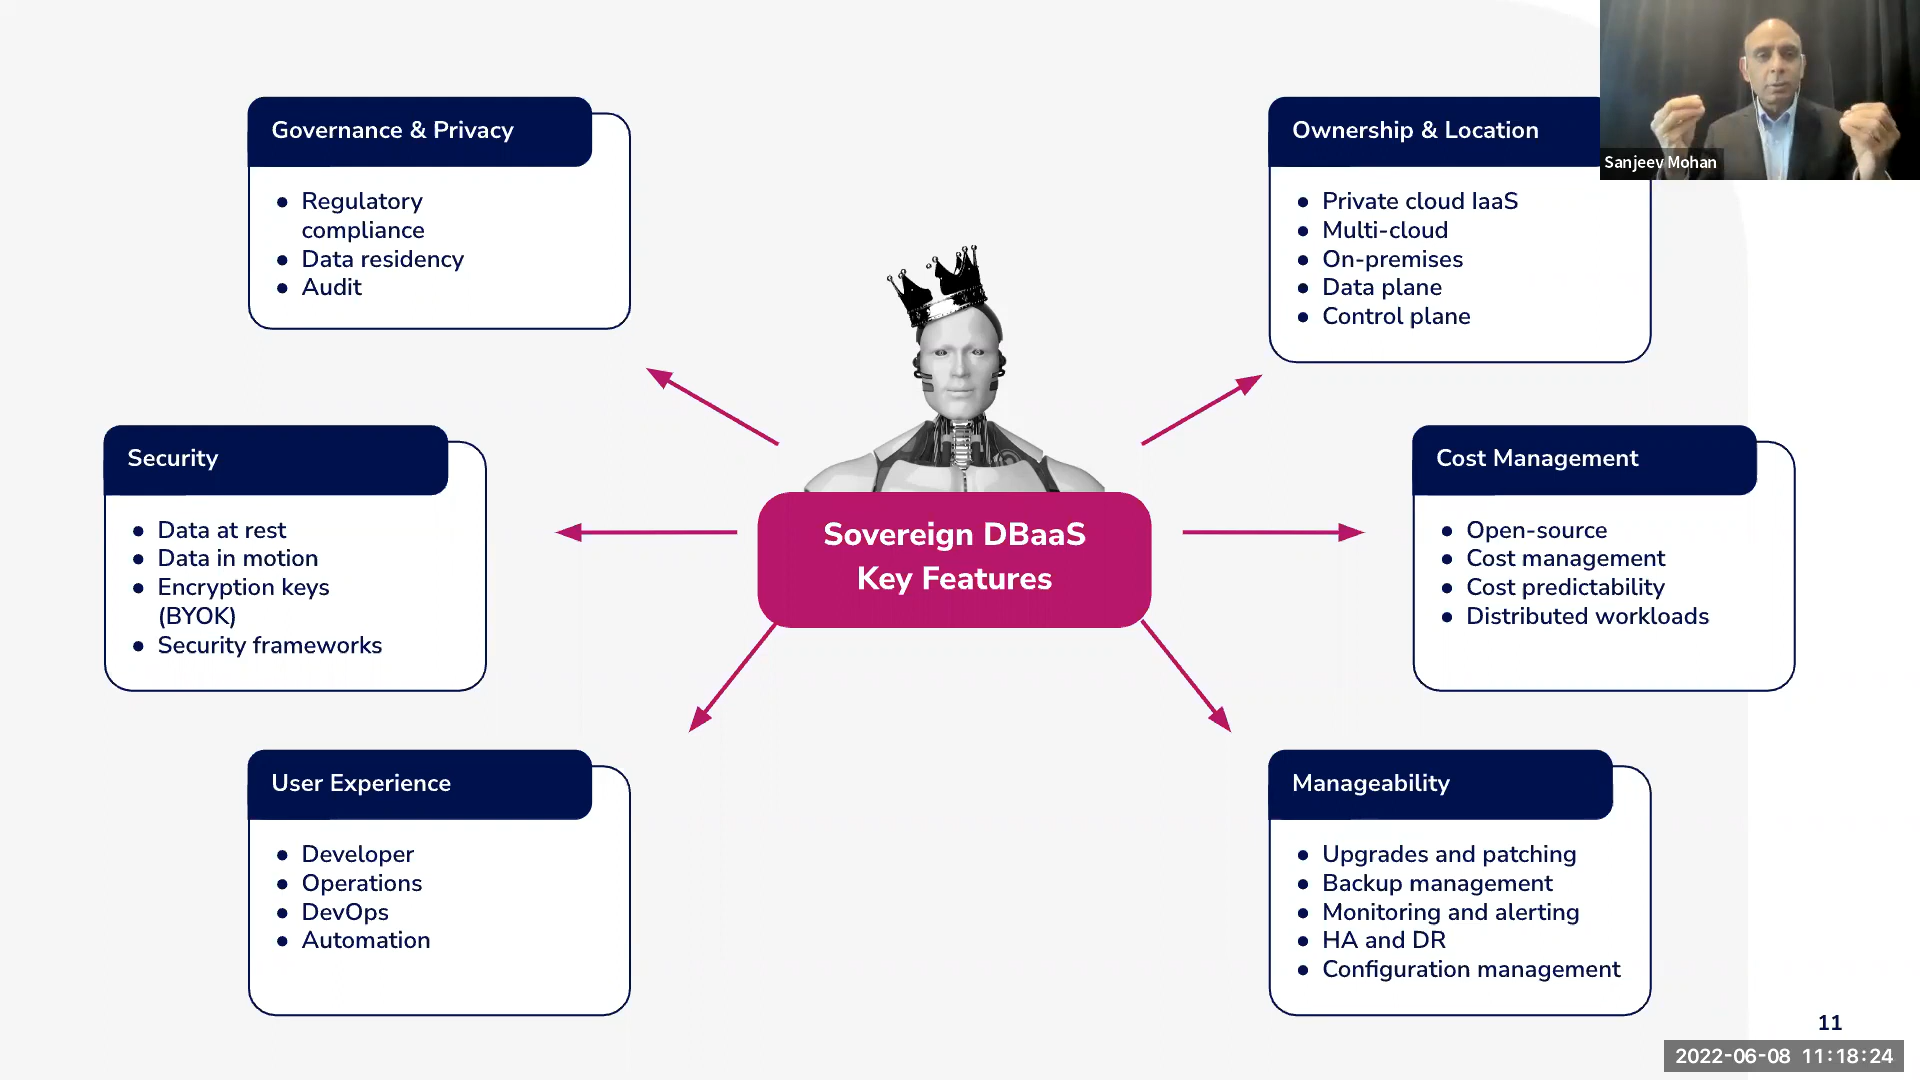 Governance & Privacy
Regulatory
compliance
Data residency
Audit
Ownership & Location
Private cloud IaaS
Multi-cloud
On-premises
Data plane
Control plane
Sanjeev Mohan
Security
Data at rest
Data in motion
Encryption keys
(BYOK)
Security frameworks
Sovereign DBaaS
Key Features
Cost Management
Open-source
Cost management
Cost predictability
Distributed workloads
User Experience
Developer
Operations
DevOps
Automation
Manageability
Upgrades and patching
Backup management
Monitoring and alerting
HA and DR
Configuration management
11
2022-06-08 11:18:24